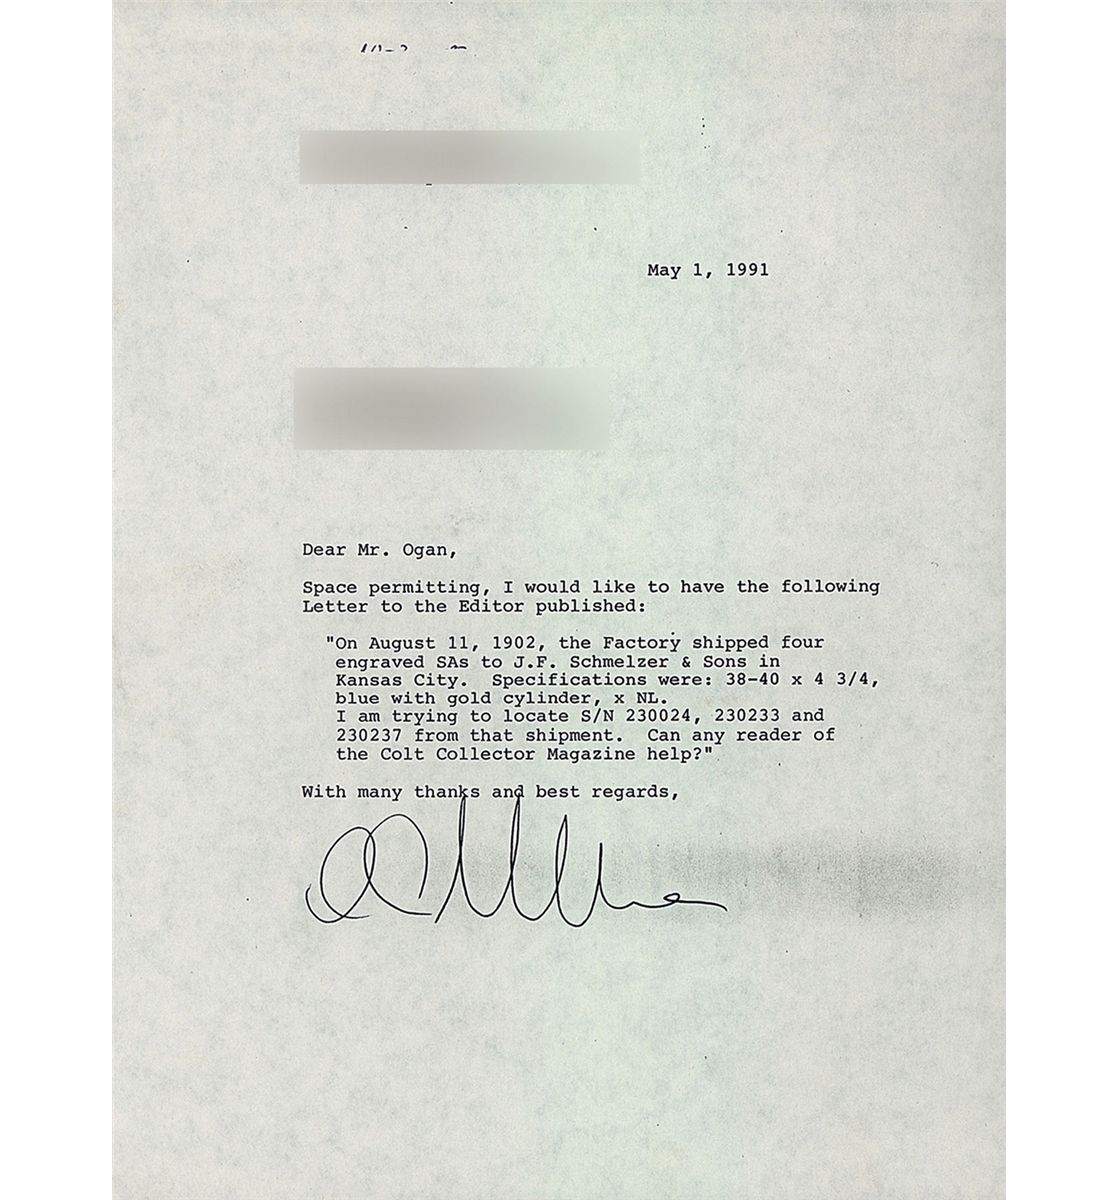 May 1, 1991
Dear Mr. Ogan,
Space permitting, I would like to have the following
Letter to the Editor published:
"On August 11, 1902, the Factory shipped four
engraved SAs to J.F. Schmelzer & Sons in
Kansas City. Specifications were: 38-40 x 4 3/4,
blue with gold cylinder, x NL.
I am trying to locate S/N 230024, 230233 and
230237 from that shipment. Can any reader of
the Colt Collector Magazine help?"
With many thanks and best regards,